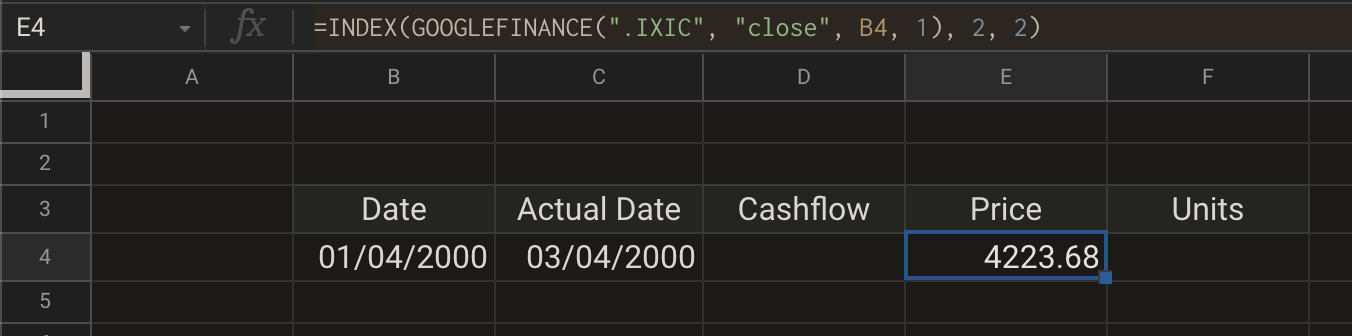 E4 fx =INDEX(GOOGLEFINANCE(".IXIC", "close", B4, 1), 2, 2)
A B C D E F
1
2
3 Date Actual Date Cashflow Price Units
4 01/04/2000 03/04/2000 4223.68
5